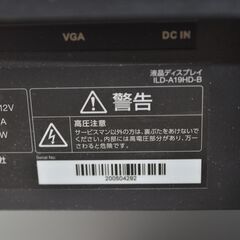 VGA
DC IN
液晶ディスプレイ
ILD-A19HD-B
12V
警告
高圧注意
サービスマン以外の方は、裏ぶたをあけないでください。内部には高電圧部分があり、万一さわると危険です。
社
Serial No.
200504292